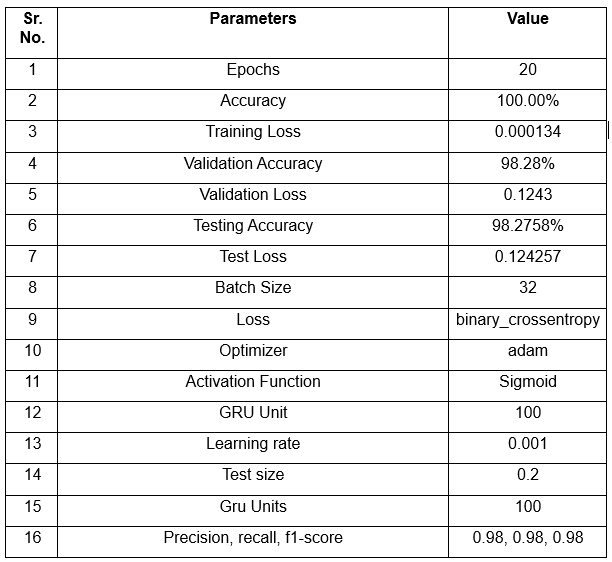 Sr. No. Parameters Value
1 Epochs 20
2 Accuracy 100.00%
3 Training Loss 0.000134
4 Validation Accuracy 98.28%
5 Validation Loss 0.1243
6 Testing Accuracy 98.2758%
7 Test Loss 0.124257
8 Batch Size 32
9 Loss binary_crossentropy
10 Optimizer adam
11 Activation Function Sigmoid
12 GRU Unit 100
13 Learning rate 0.001
14 Test size 0.2
15 Gru Units 100
16 Precision, recall, f1-score 0.98, 0.98, 0.98